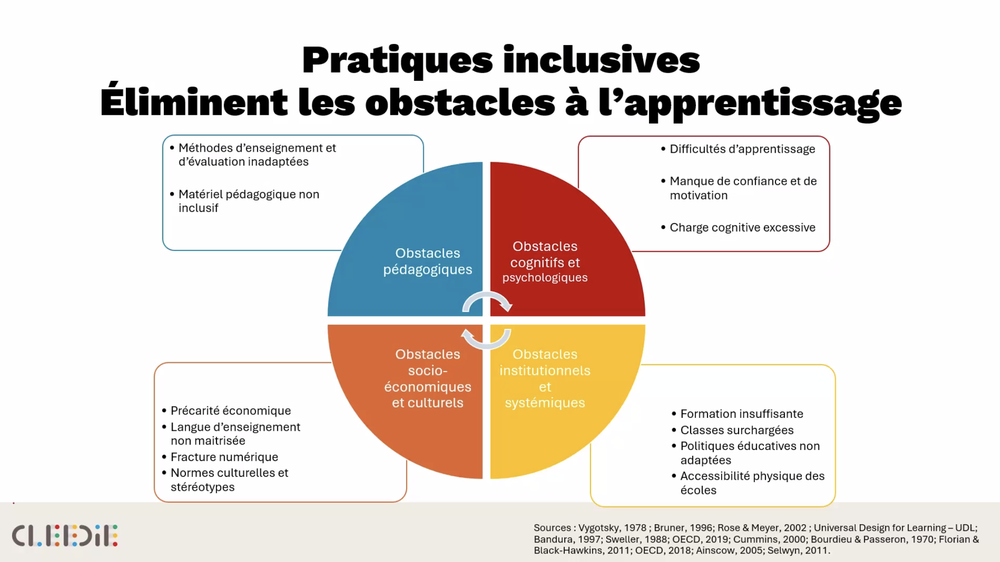 Pratiques inclusives
Éliminent les obstacles à l’apprentissage
• Méthodes d’enseignement et
d’évaluation inadaptées
• Matériel pédagogique non
inclusif
• Difficultés d’apprentissage
• Manque de confiance et de
motivation
• Charge cognitive excessive
Obstacles
pédagogiques
Obstacles
cognitifs et
psychologiques
Obstacles
socio-
économiques
et culturels
Obstacles
institutionnels
et
systémiques
• Précarité économique
• Langue d’enseignement
non maitrisée
• Fracture numérique
• Normes culturelles et
stéréotypes
• Formation insuffisante
• Classes surchargées
• Politiques éducatives non
adaptées
• Accessibilité physique des
écoles
CLEEDiE
Sources : Vygotsky, 1978 ; Bruner, 1996; Rose & Meyer, 2002 ; Universal Design for Learning – UDL;
Bandura, 1997; Sweller, 1988; OECD, 2019; Cummins, 2000; Bourdieu & Passeron, 1970; Florian &
Black-Hawkins, 2011; OECD, 2018; Ainscow, 2005; Selwyn, 2011.